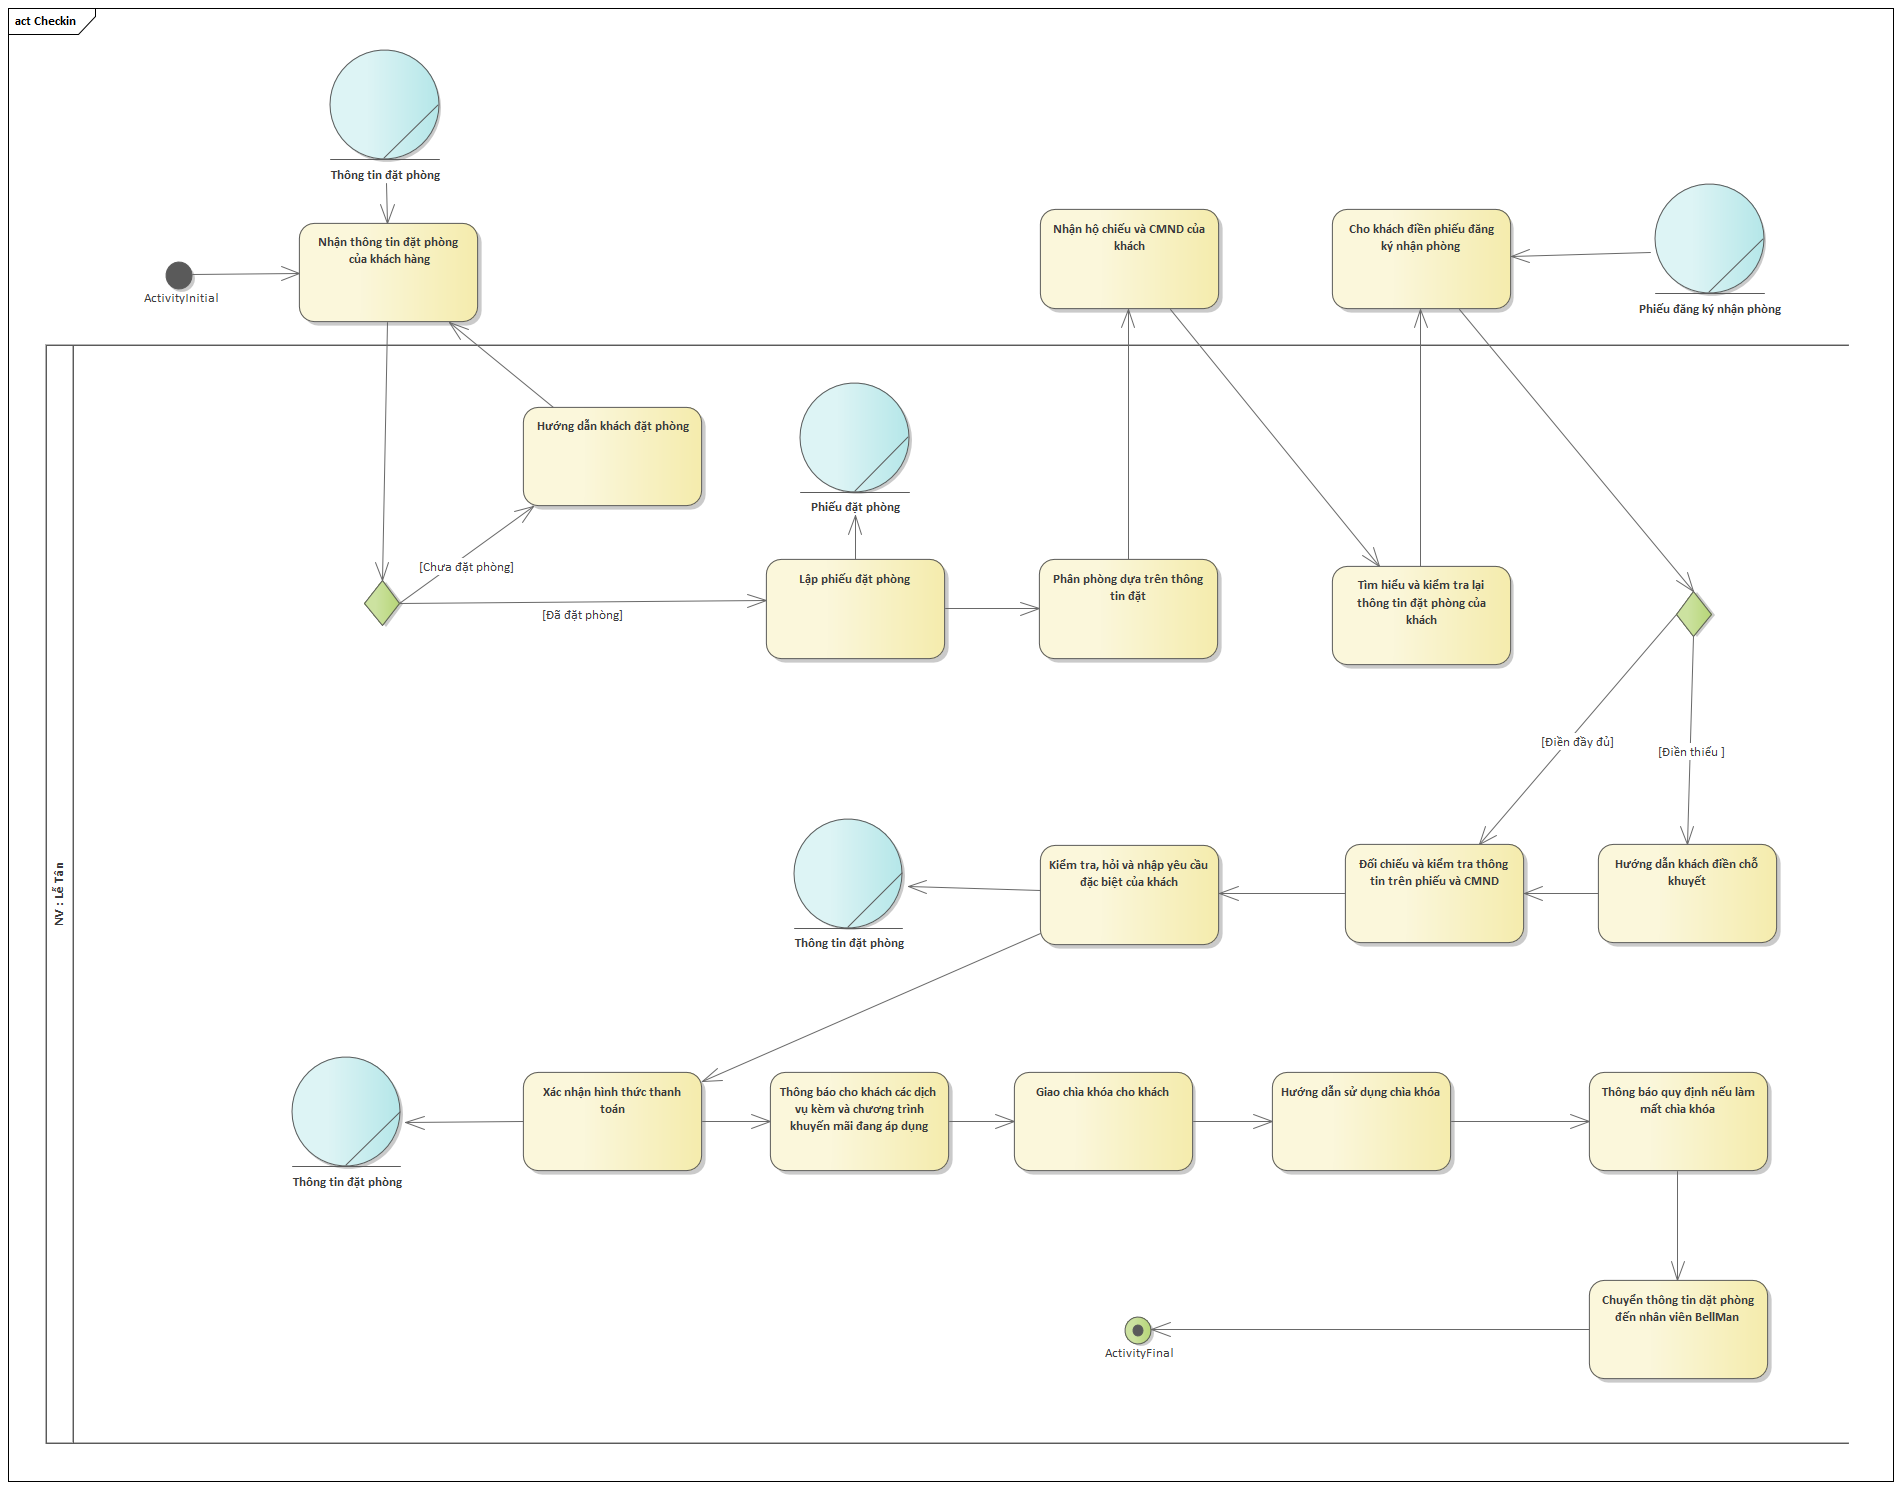 act Checkin
Thông tin đặt phòng
Nhận thông tin đặt phòng
của khách hàng
ActivityInitial
Nhận hộ chiếu và CMND của
khách
Cho khách điền phiếu đăng
ký nhận phòng
Phiếu đăng ký nhận phòng
NV : Lễ Tân
Hướng dẫn khách đặt phòng
Phiếu đặt phòng
[Chưa đặt phòng]
[Đã đặt phòng]
Lập phiếu đặt phòng
Phân phòng dựa trên thông
tin đặt
Tìm hiểu và kiểm tra lại
thông tin đặt phòng của
khách
[Điền đầy đủ]
[Điền thiếu ]
Thông tin đặt phòng
Kiểm tra, hỏi và nhập yêu cầu
đặc biệt của khách
Đối chiếu và kiểm tra thông
tin trên phiếu và CMND
Hướng dẫn khách điền chỗ
khuyết
Thông tin đặt phòng
Xác nhận hình thức thanh
toán
Thông báo cho khách các dịch
vụ kèm và chương trình
khuyến mãi đang áp dụng
Giao chìa khóa cho khách
Hướng dẫn sử dụng chìa khóa
Thông báo quy định nếu làm
mất chìa khóa
Chuyển thông tin dặt phòng
đến nhân viên BellMan
ActivityFinal